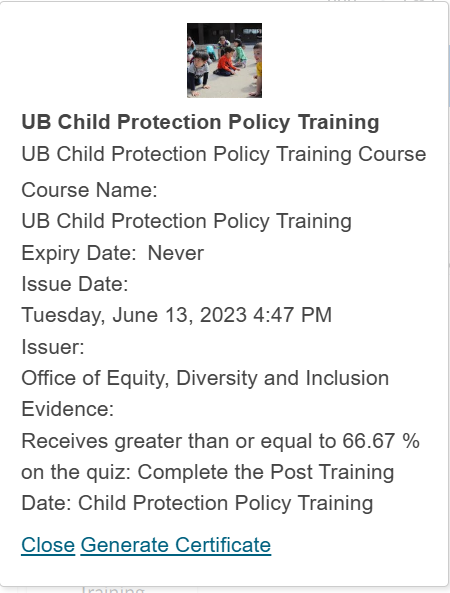 UB Child Protection Policy Training
UB Child Protection Policy Training Course
Course Name:
UB Child Protection Policy Training
Expiry Date: Never
Issue Date:
Tuesday, June 13, 2023 4:47 PM
Issuer:
Office of Equity, Diversity and Inclusion
Evidence:
Receives greater than or equal to 66.67 %
on the quiz: Complete the Post Training
Date: Child Protection Policy Training
Close Generate Certificate
Training